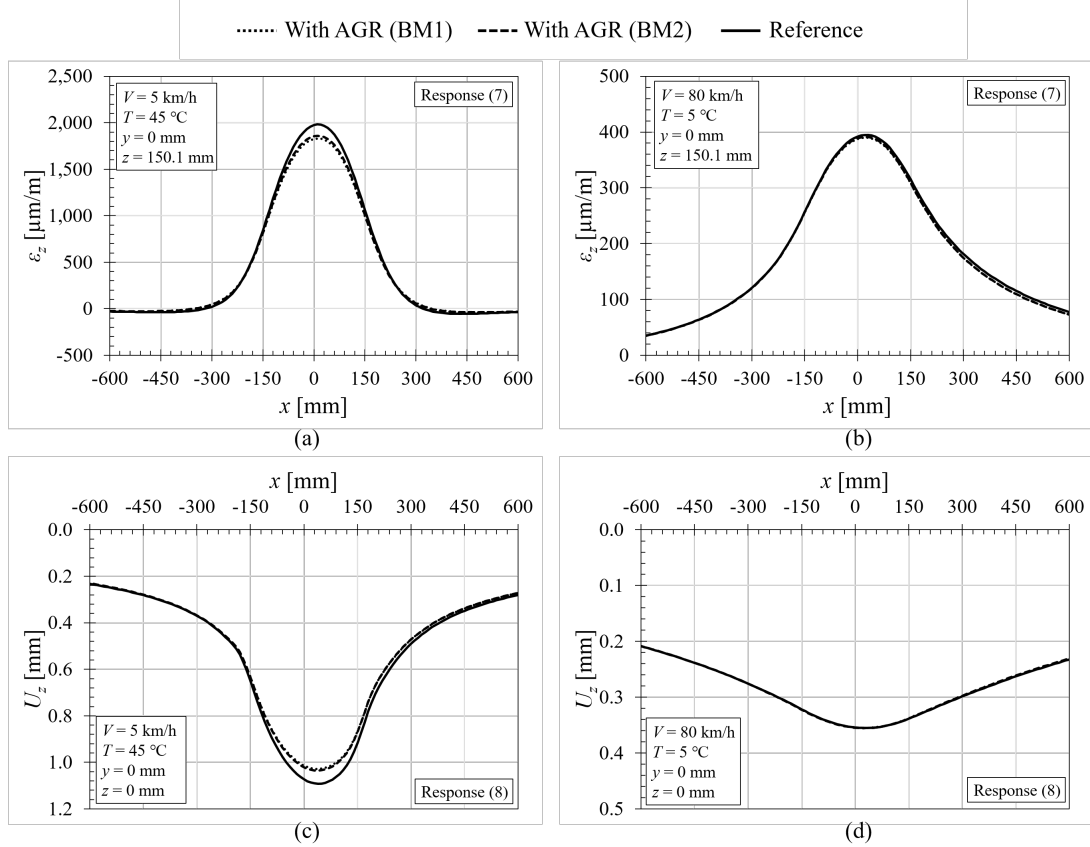 With AGR (BM1) With AGR (BM2) Reference
2,500
2,000
1,500
1,000
500
0
-500
εz [μm/m]
V = 5 km/h
T = 45 °C
y = 0 mm
z = 150.1 mm
Response (7)
-600 -450 -300 -150 0 150 300 450 600
x [mm]
(a)
500
400
300
200
100
0
εz [μm/m]
V = 80 km/h
T = 5 °C
y = 0 mm
z = 150.1 mm
Response (7)
-600 -450 -300 -150 0 150 300 450 600
x [mm]
(b)
x [mm]
-600 -450 -300 -150 0 150 300 450 600
0.0
0.2
0.4
0.6
0.8
1.0
1.2
Uz [mm]
V = 5 km/h
T = 45 °C
y = 0 mm
z = 0 mm
Response (8)
(c)
x [mm]
-600 -450 -300 -150 0 150 300 450 600
0.0
0.1
0.2
0.3
0.4
0.5
Uz [mm]
V = 80 km/h
T = 5 °C
y = 0 mm
z = 0 mm
Response (8)
(d)